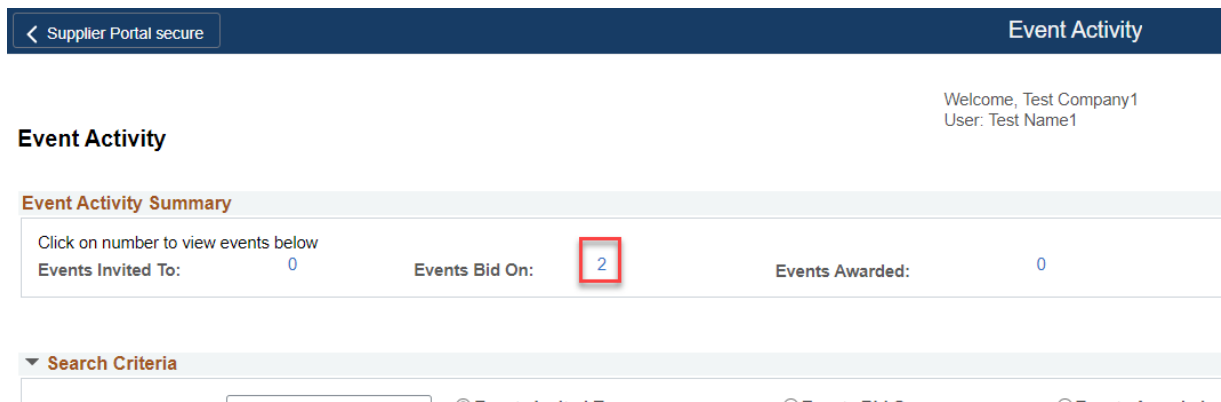 Supplier Portal secure
Event Activity
Welcome, Test Company1
User: Test Name1
Event Activity
Event Activity Summary
Click on number to view events below
Events Invited To: 0 Events Bid On: 2 Events Awarded: 0
Search Criteria